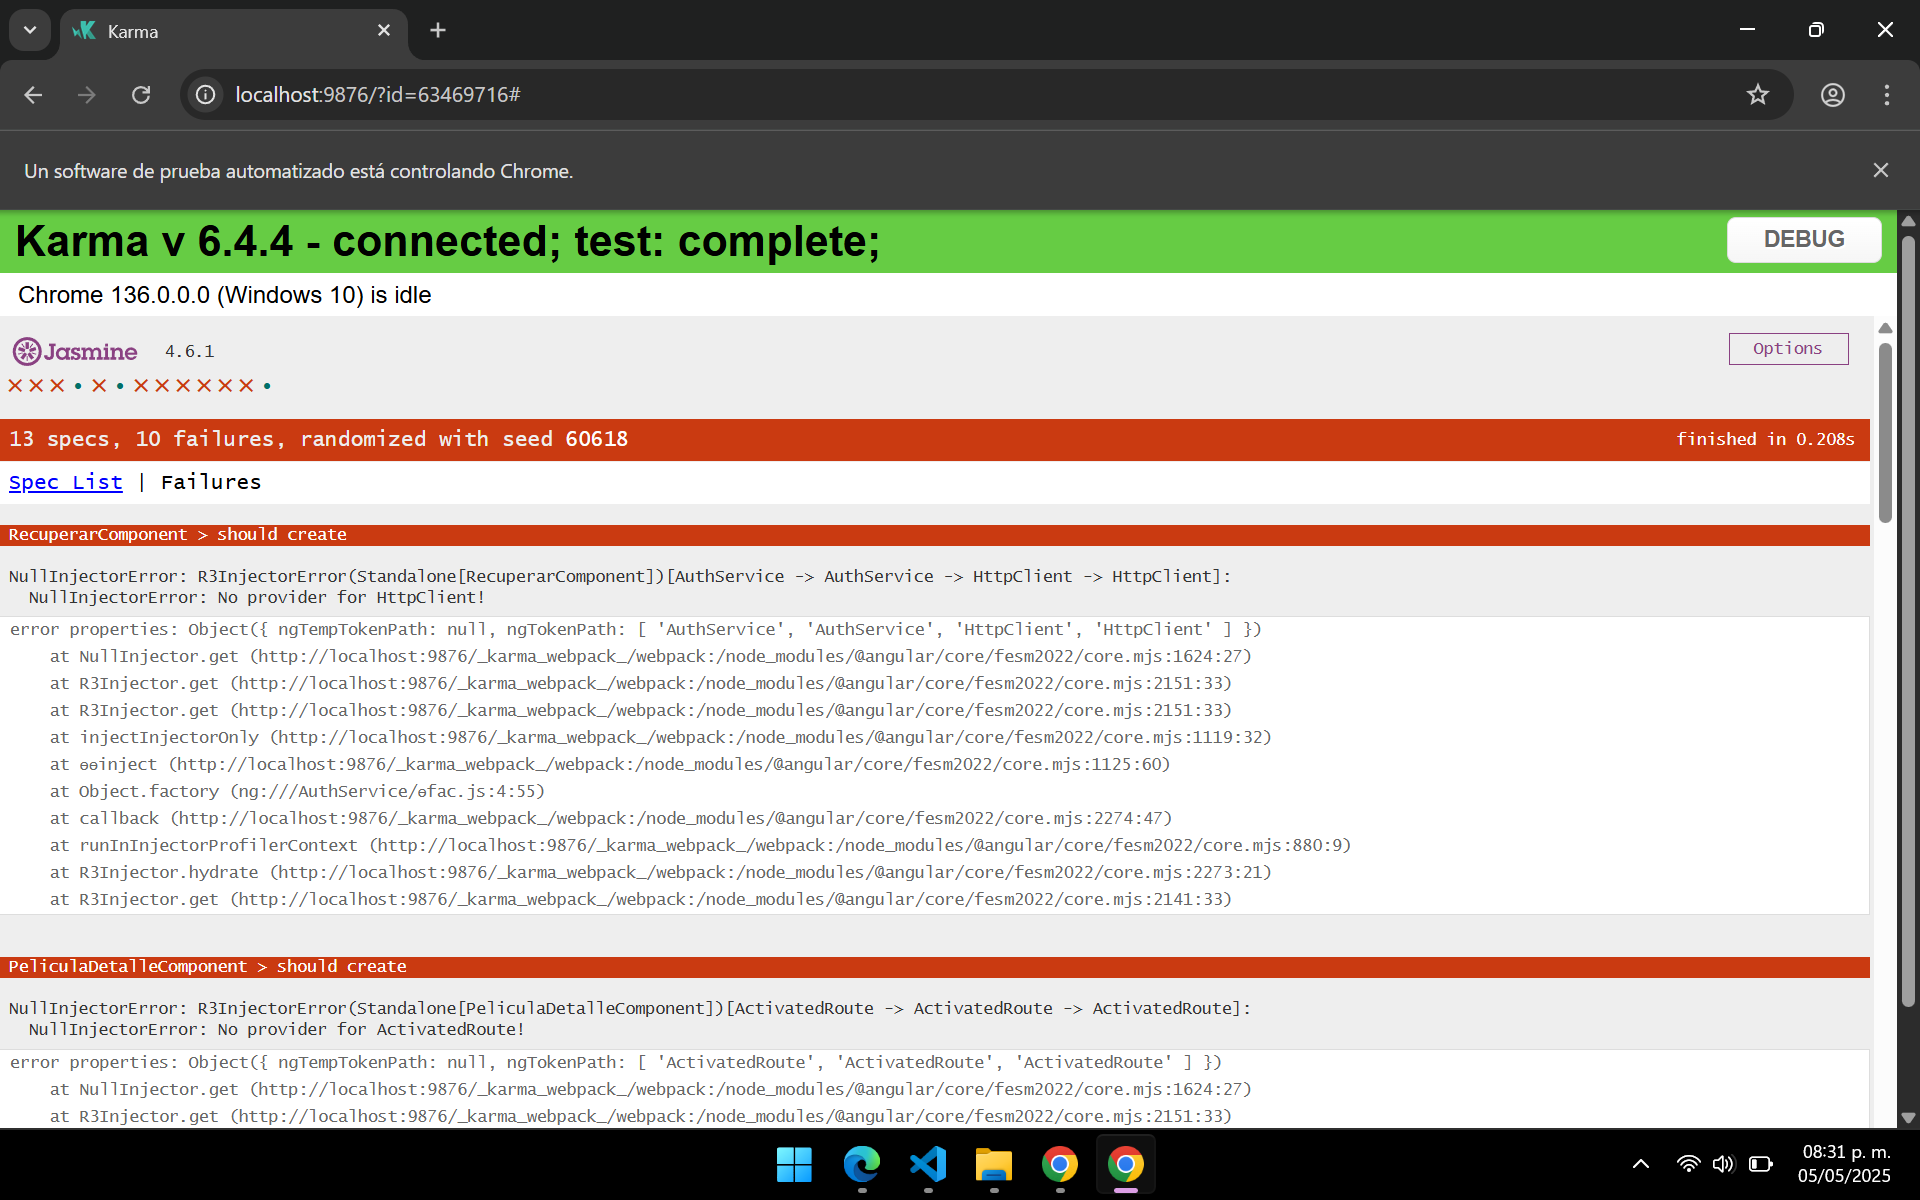 Karma
localhost:9876/?id=63469716#
Un software de prueba automatizado está controlando Chrome.
Karma v 6.4.4 - connected; test: complete;
DEBUG
Chrome 136.0.0.0 (Windows 10) is idle
Jasmine 4.6.1
Options
13 specs, 10 failures, randomized with seed 60618
finished in 0.208s
Spec List | Failures
RecuperarComponent > should create
NullInjectorError: R3InjectorError(Standalone[RecuperarComponent])[AuthService -> AuthService -> HttpClient -> HttpClient]:
NullInjectorError: No provider for HttpClient!
error properties: Object({ ngTempTokenPath: null, ngTokenPath: [ 'AuthService', 'AuthService', 'HttpClient', 'HttpClient' ] })
at NullInjector.get (http://localhost:9876/_karma_webpack_/webpack:/node_modules/@angular/core/fesm2022/core.mjs:1624:27)
at R3Injector.get (http://localhost:9876/_karma_webpack_/webpack:/node_modules/@angular/core/fesm2022/core.mjs:2151:33)
at R3Injector.get (http://localhost:9876/_karma_webpack_/webpack:/node_modules/@angular/core/fesm2022/core.mjs:2151:33)
at injectInjectorOnly (http://localhost:9876/_karma_webpack_/webpack:/node_modules/@angular/core/fesm2022/core.mjs:1119:32)
at ɵɵinject (http://localhost:9876/_karma_webpack_/webpack:/node_modules/@angular/core/fesm2022/core.mjs:1125:60)
at Object.factory (ng:///AuthService/ɵfac.js:4:55)
at callback (http://localhost:9876/_karma_webpack_/webpack:/node_modules/@angular/core/fesm2022/core.mjs:2274:47)
at runInInjectorProfilerContext (http://localhost:9876/_karma_webpack_/webpack:/node_modules/@angular/core/fesm2022/core.mjs:880:9)
at R3Injector.hydrate (http://localhost:9876/_karma_webpack_/webpack:/node_modules/@angular/core/fesm2022/core.mjs:2273:21)
at R3Injector.get (http://localhost:9876/_karma_webpack_/webpack:/node_modules/@angular/core/fesm2022/core.mjs:2141:33)
PeliculaDetalleComponent > should create
NullInjectorError: R3InjectorError(Standalone[PeliculaDetalleComponent])[ActivatedRoute -> ActivatedRoute -> ActivatedRoute]:
NullInjectorError: No provider for ActivatedRoute!
error properties: Object({ ngTempTokenPath: null, ngTokenPath: [ 'ActivatedRoute', 'ActivatedRoute', 'ActivatedRoute' ] })
at NullInjector.get (http://localhost:9876/_karma_webpack_/webpack:/node_modules/@angular/core/fesm2022/core.mjs:1624:27)
at R3Injector.get (http://localhost:9876/_karma_webpack_/webpack:/node_modules/@angular/core/fesm2022/core.mjs:2151:33)
08:31 p. m.
05/05/2025